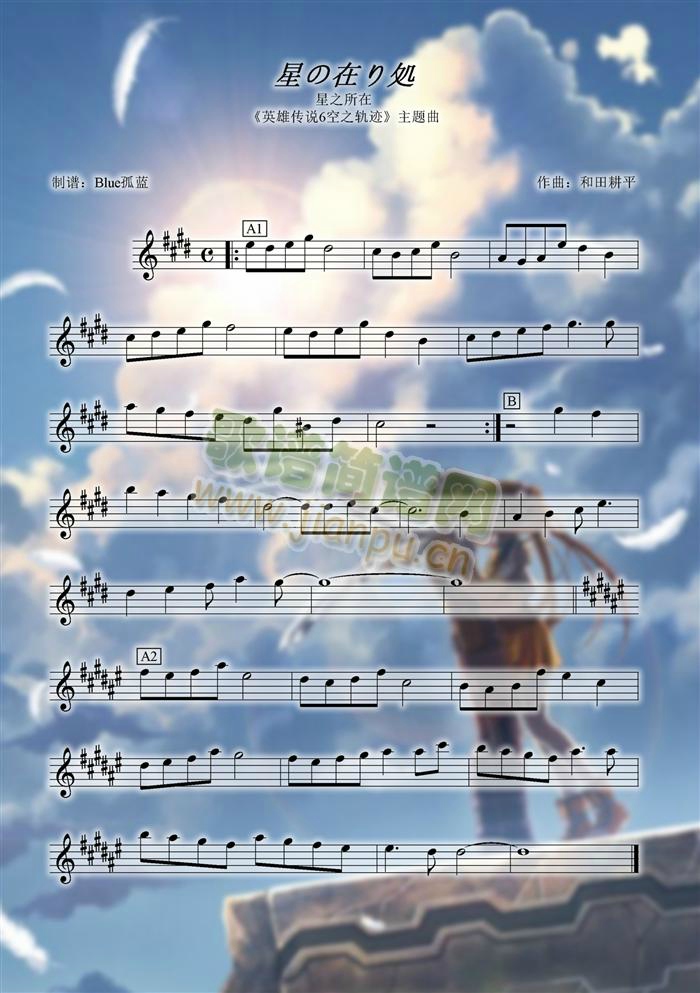 星の在り処
星之所在
《英雄传说6空之轨迹》主题曲
制谱：Blue孤蓝
作曲：和田耕平
A1
B
歌谱简谱网
www.jianpu.cn
A2